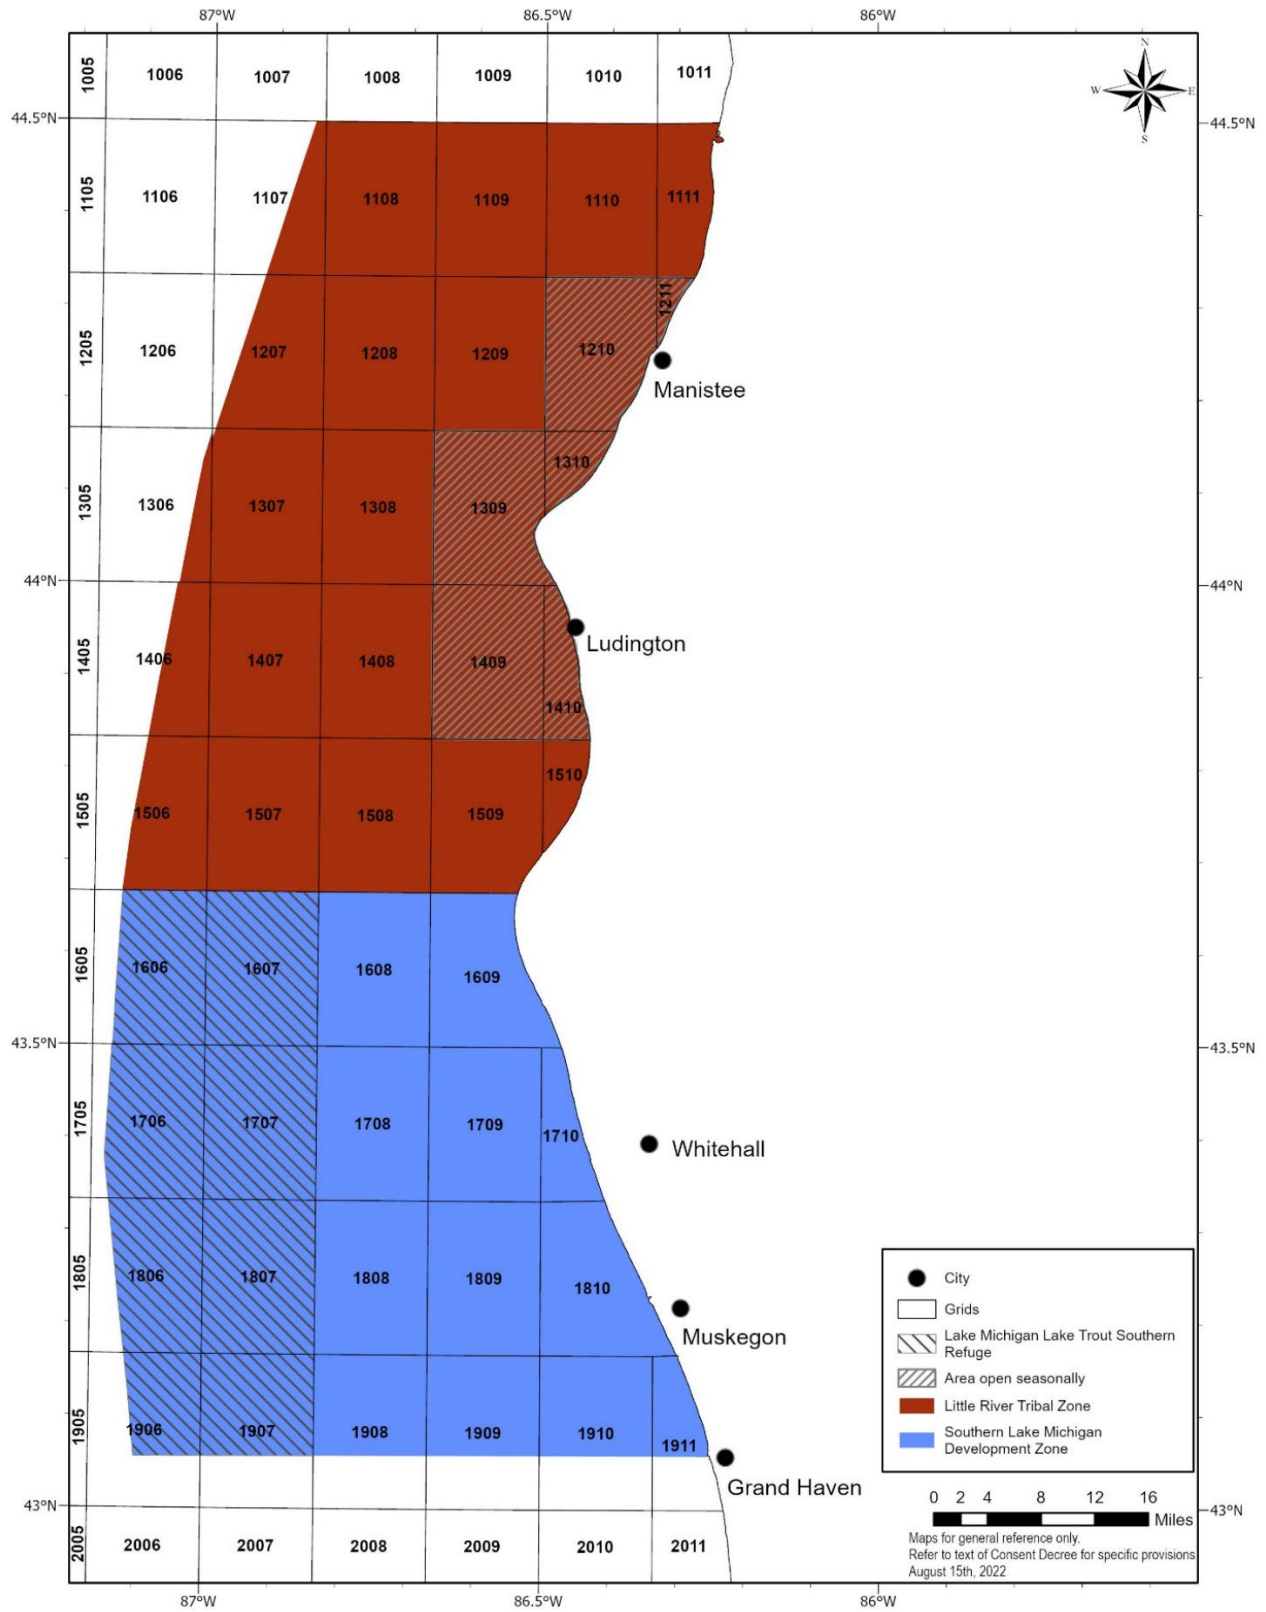 87°W 86.5°W 86°W
N
W E
S
1005 1006 1007 1008 1009 1010 1011
44.5°N 44.5°N
1105 1106 1107 1108 1109 1110 1111
1205 1206 1207 1208 1209 1210 1211
Manistee
1305 1306 1307 1308 1309 1310
44°N 44°N
Ludington
1405 1406 1407 1408 1409 1410
1505 1506 1507 1508 1509 1510
1605 1606 1607 1608 1609
43.5°N 43.5°N
1705 1706 1707 1708 1709 1710
Whitehall
1805 1806 1807 1808 1809 1810
Muskegon
1905 1906 1907 1908 1909 1910 1911
Grand Haven
43°N 43°N
2005 2006 2007 2008 2009 2010 2011
City
Grids
Lake Michigan Lake Trout Southern
Refuge
Area open seasonally
Little River Tribal Zone
Southern Lake Michigan
Development Zone
0 2 4 8 12 16
Miles
Maps for general reference only.
Refer to text of Consent Decree for specific provisions
August 15th, 2022
87°W 86.5°W 86°W